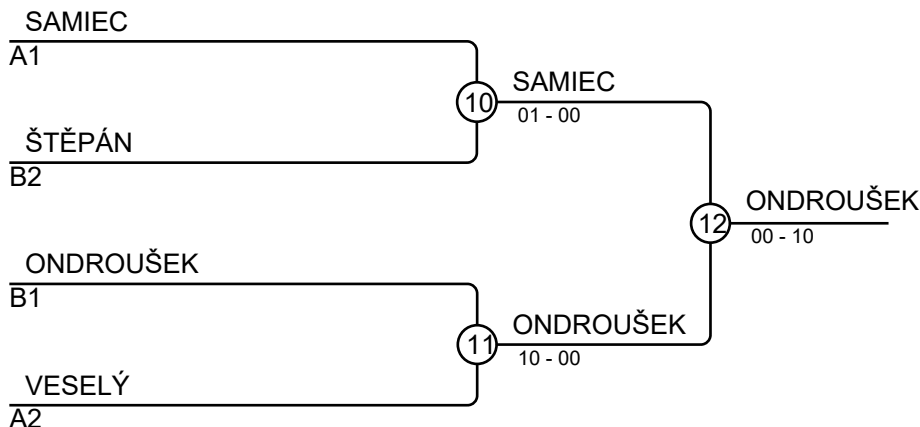 SAMIEC
A1
10
SAMIEC
01 - 00
ŠTĚPÁN
B2
12
ONDROUŠEK
00 - 10
ONDROUŠEK
B1
11
ONDROUŠEK
10 - 00
VESELÝ
A2